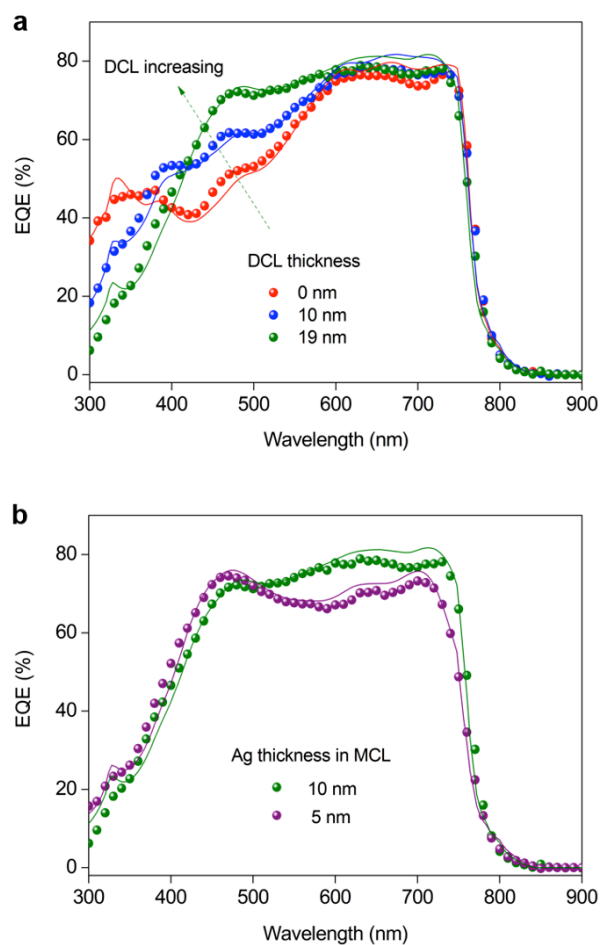 a
80
60
40
20
0
EQE (%)
DCL increasing
DCL thickness
0 nm
10 nm
19 nm
300 400 500 600 700 800 900
Wavelength (nm)
b
80
60
40
20
0
EQE (%)
Ag thickness in MCL
10 nm
5 nm
300 400 500 600 700 800 900
Wavelength (nm)